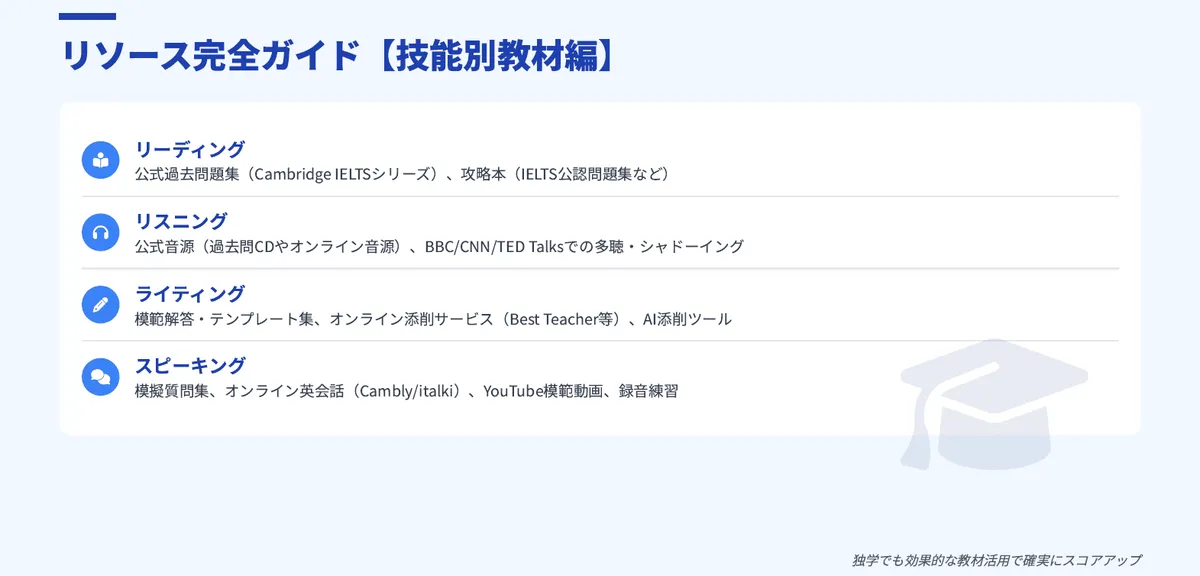 リソース完全ガイド【技能別教材編】
リーディング
公式過去問題集（Cambridge IELTSシリーズ）、攻略本（IELTS公認問題集など）
リスニング
公式音源（過去問CDやオンライン音源）、BBC/CNN/TED Talksでの多聴・シャドーイング
ライティング
模範解答・テンプレート集、オンライン添削サービス（Best Teacher等）、AI添削ツール
スピーキング
模擬質問集、オンライン英会話（Cambly/italki）、YouTube模範動画、録音練習
独学でも効果的な教材活用で確実にスコアアップ